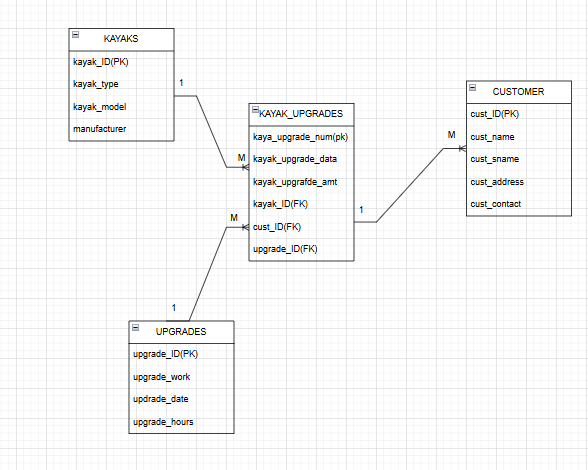 KAYAKS
kayak_ID(PK)
kayak_type
kayak_model
manufacturer
1
M
KAYAK_UPGRADES
kaya_upgrade_num(pk)
kayak_upgrade_data
kayak_upgrafde_amt
kayak_ID(FK)
cust_ID(FK)
upgrade_ID(FK)
1
M
CUSTOMER
cust_ID(PK)
cust_name
cust_sname
cust_address
cust_contact
M
1
UPGRADES
upgrade_ID(PK)
upgrade_work
updrade_date
upgrade_hours